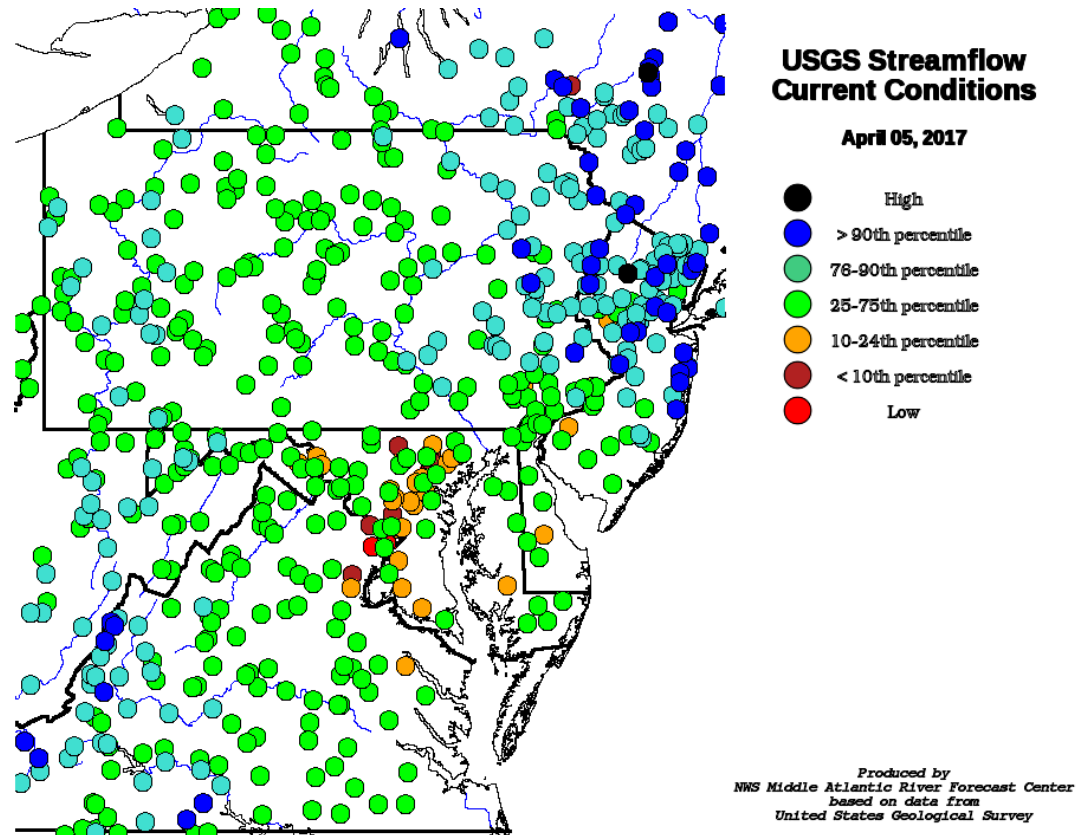 USGS Streamflow
Current Conditions
April 05, 2017
High
> 90th percentile
76-90th percentile
25-75th percentile
10-24th percentile
< 10th percentile
Low
Produced by
NWS Middle Atlantic River Forecast Center
based on data from
United States Geological Survey